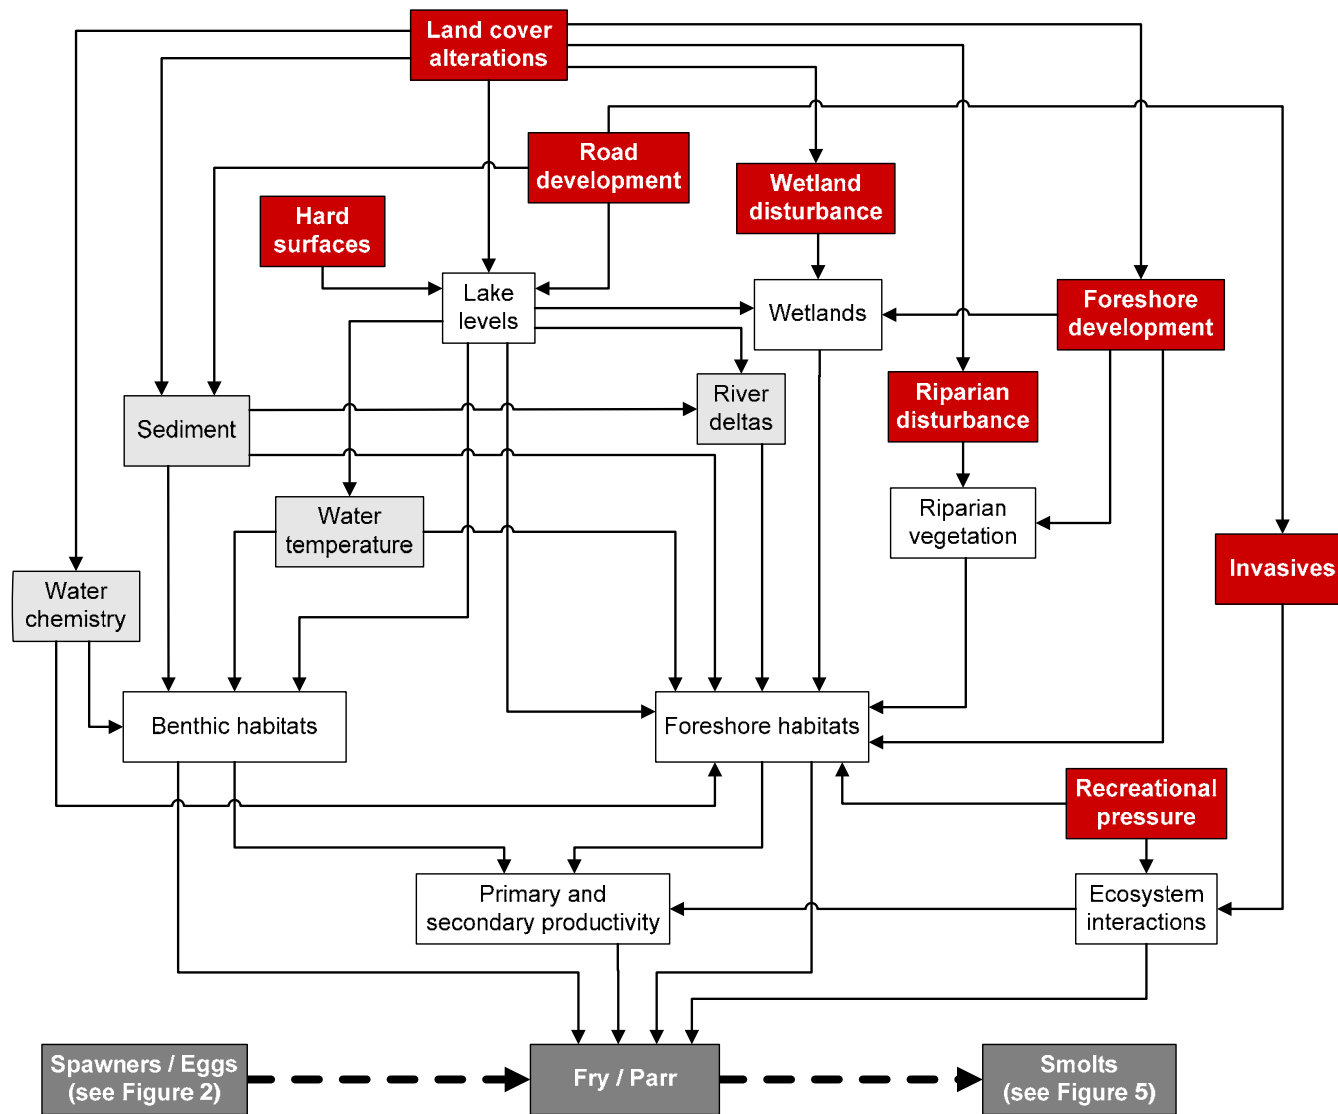 Land cover
alterations
Road
development
Wetland
disturbance
Hard
surfaces
Lake
levels
Wetlands
Foreshore
development
River
deltas
Riparian
disturbance
Sediment
Water
temperature
Riparian
vegetation
Invasives
Water
chemistry
Benthic habitats
Foreshore habitats
Recreational
pressure
Primary and
secondary productivity
Ecosystem
interactions
Spawners / Eggs
(see Figure 2)
Fry / Parr
Smolts
(see Figure 5)